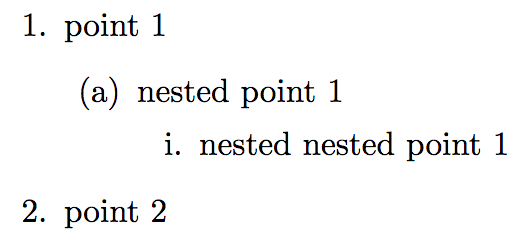 1. point 1
(a) nested point 1
i. nested nested point 1
2. point 2